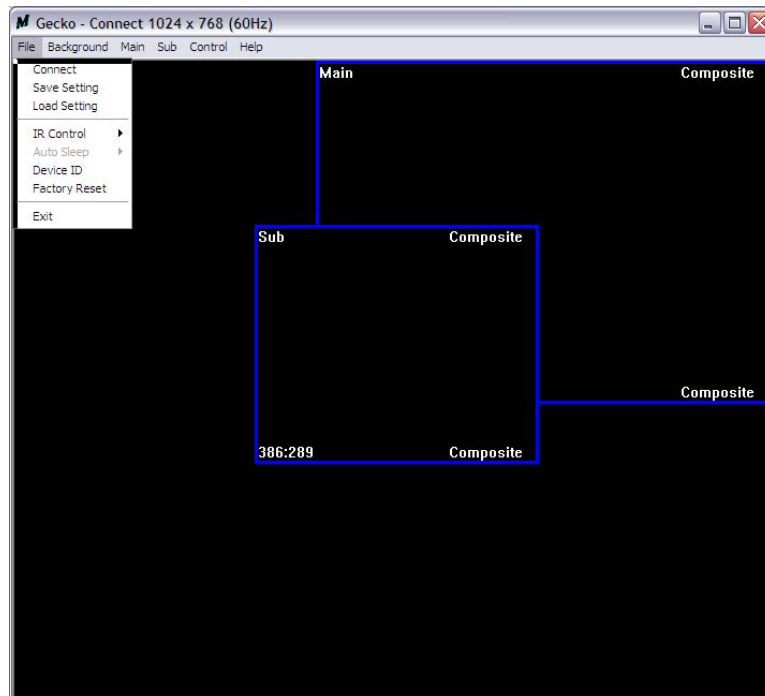 Gecko - Connect 1024 x 768 (60Hz)
File Background Main Sub Control Help
Connect
Save Setting
Load Setting
IR Control
Auto Sleep
Device ID
Factory Reset
Exit
Main Composite
Sub Composite
Composite
386:289 Composite